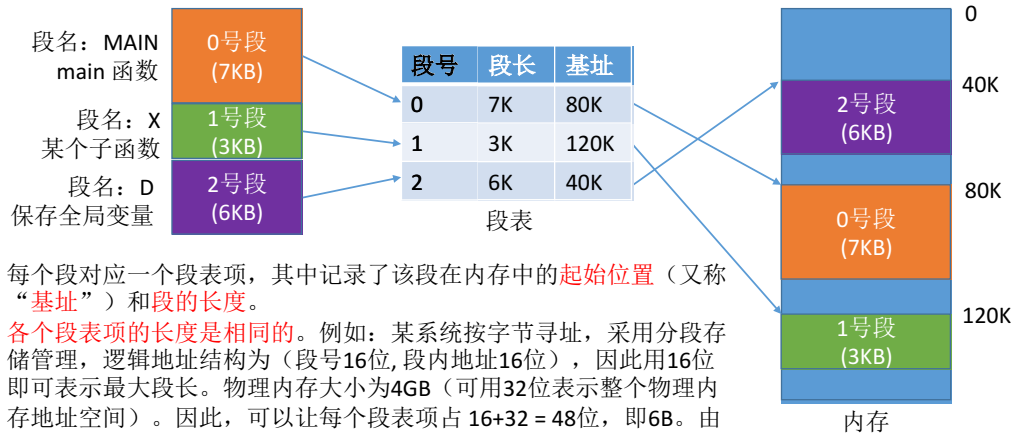 段名：MAIN
main 函数
0号段
(7KB)
段名：X
某个子函数
1号段
(3KB)
段名：D
保存全局变量
2号段
(6KB)
段号 段长 基址
0 7K 80K
1 3K 120K
2 6K 40K
段表
0
40K
2号段
(6KB)
80K
0号段
(7KB)
120K
1号段
(3KB)
内存
每个段对应一个段表项，其中记录了该段在内存中的起始位置（又称
“基址”）和段的长度。
各个段表项的长度是相同的。例如：某系统按字节寻址，采用分段存
储管理，逻辑地址结构为（段号16位, 段内地址16位），因此用16位
即可表示最大段长。物理内存大小为4GB（可用32位表示整个物理内
存地址空间）。因此，可以让每个段表项占 16+32 = 48位，即6B。由